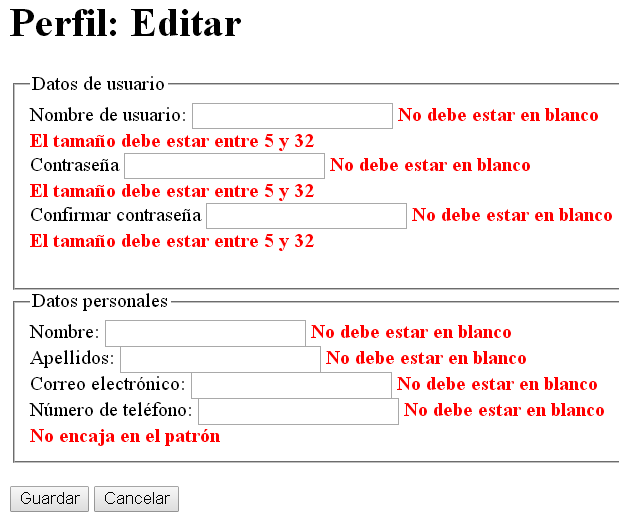 Perfil: Editar
Datos de usuario
Nombre de usuario: No debe estar en blanco
El tamaño debe estar entre 5 y 32
Contraseña No debe estar en blanco
El tamaño debe estar entre 5 y 32
Confirmar contraseña No debe estar en blanco
El tamaño debe estar entre 5 y 32
Datos personales
Nombre: No debe estar en blanco
Apellidos: No debe estar en blanco
Correo electrónico: No debe estar en blanco
Número de teléfono: No debe estar en blanco
No encaja en el patrón
Guardar Cancelar